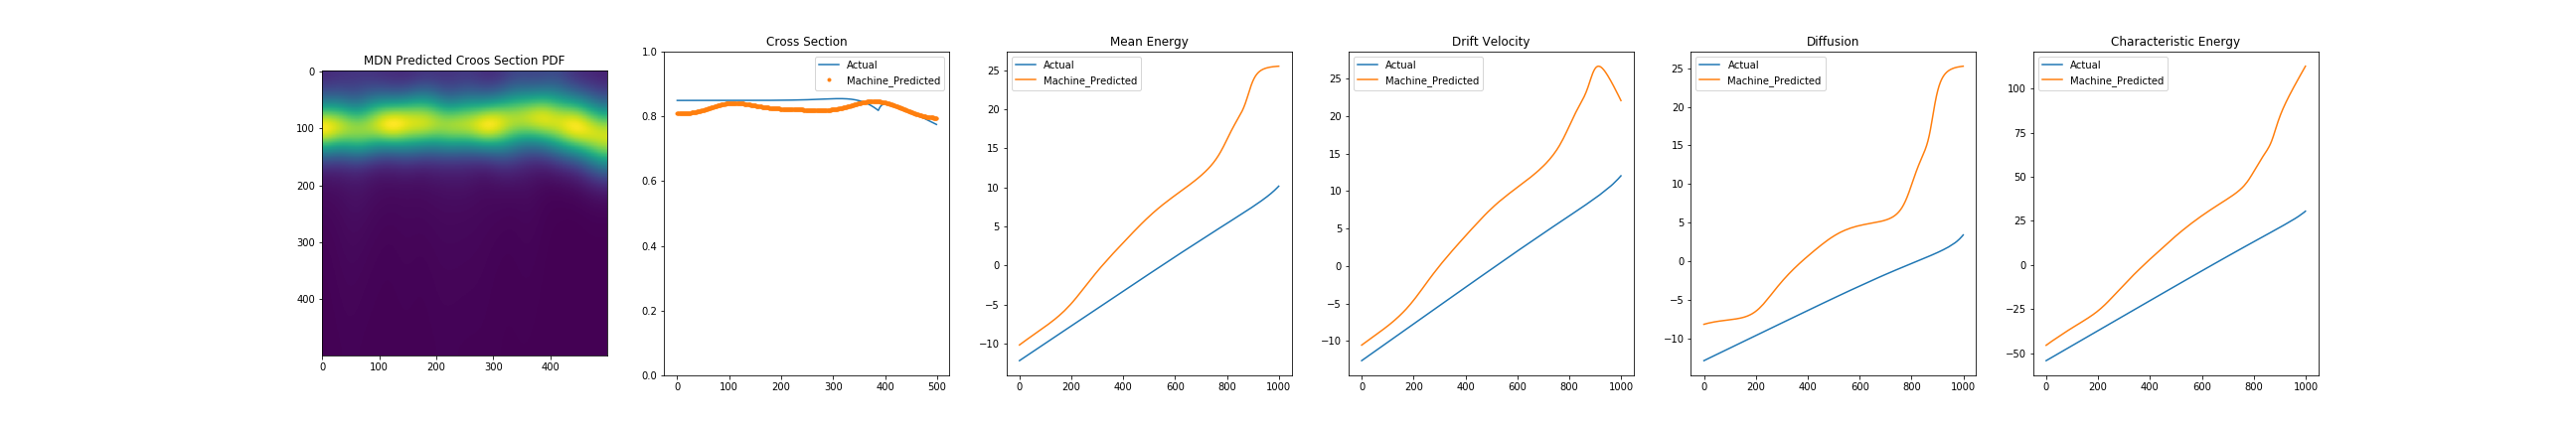 MDN Predicted Croos Section PDF
0
100
200
300
400
0 100 200 300 400
Cross Section
Actual
Machine_Predicted
1.0
0.8
0.6
0.4
0.2
0.0
0 100 200 300 400 500
Mean Energy
Actual
Machine_Predicted
25
20
15
10
5
0
−5
−10
0 200 400 600 800 1000
Drift Velocity
Actual
Machine_Predicted
25
20
15
10
5
0
−5
−10
0 200 400 600 800 1000
Diffusion
Actual
Machine_Predicted
25
20
15
10
5
0
−5
−10
0 200 400 600 800 1000
Characteristic Energy
Actual
Machine_Predicted
100
75
50
25
0
−25
−50
0 200 400 600 800 1000